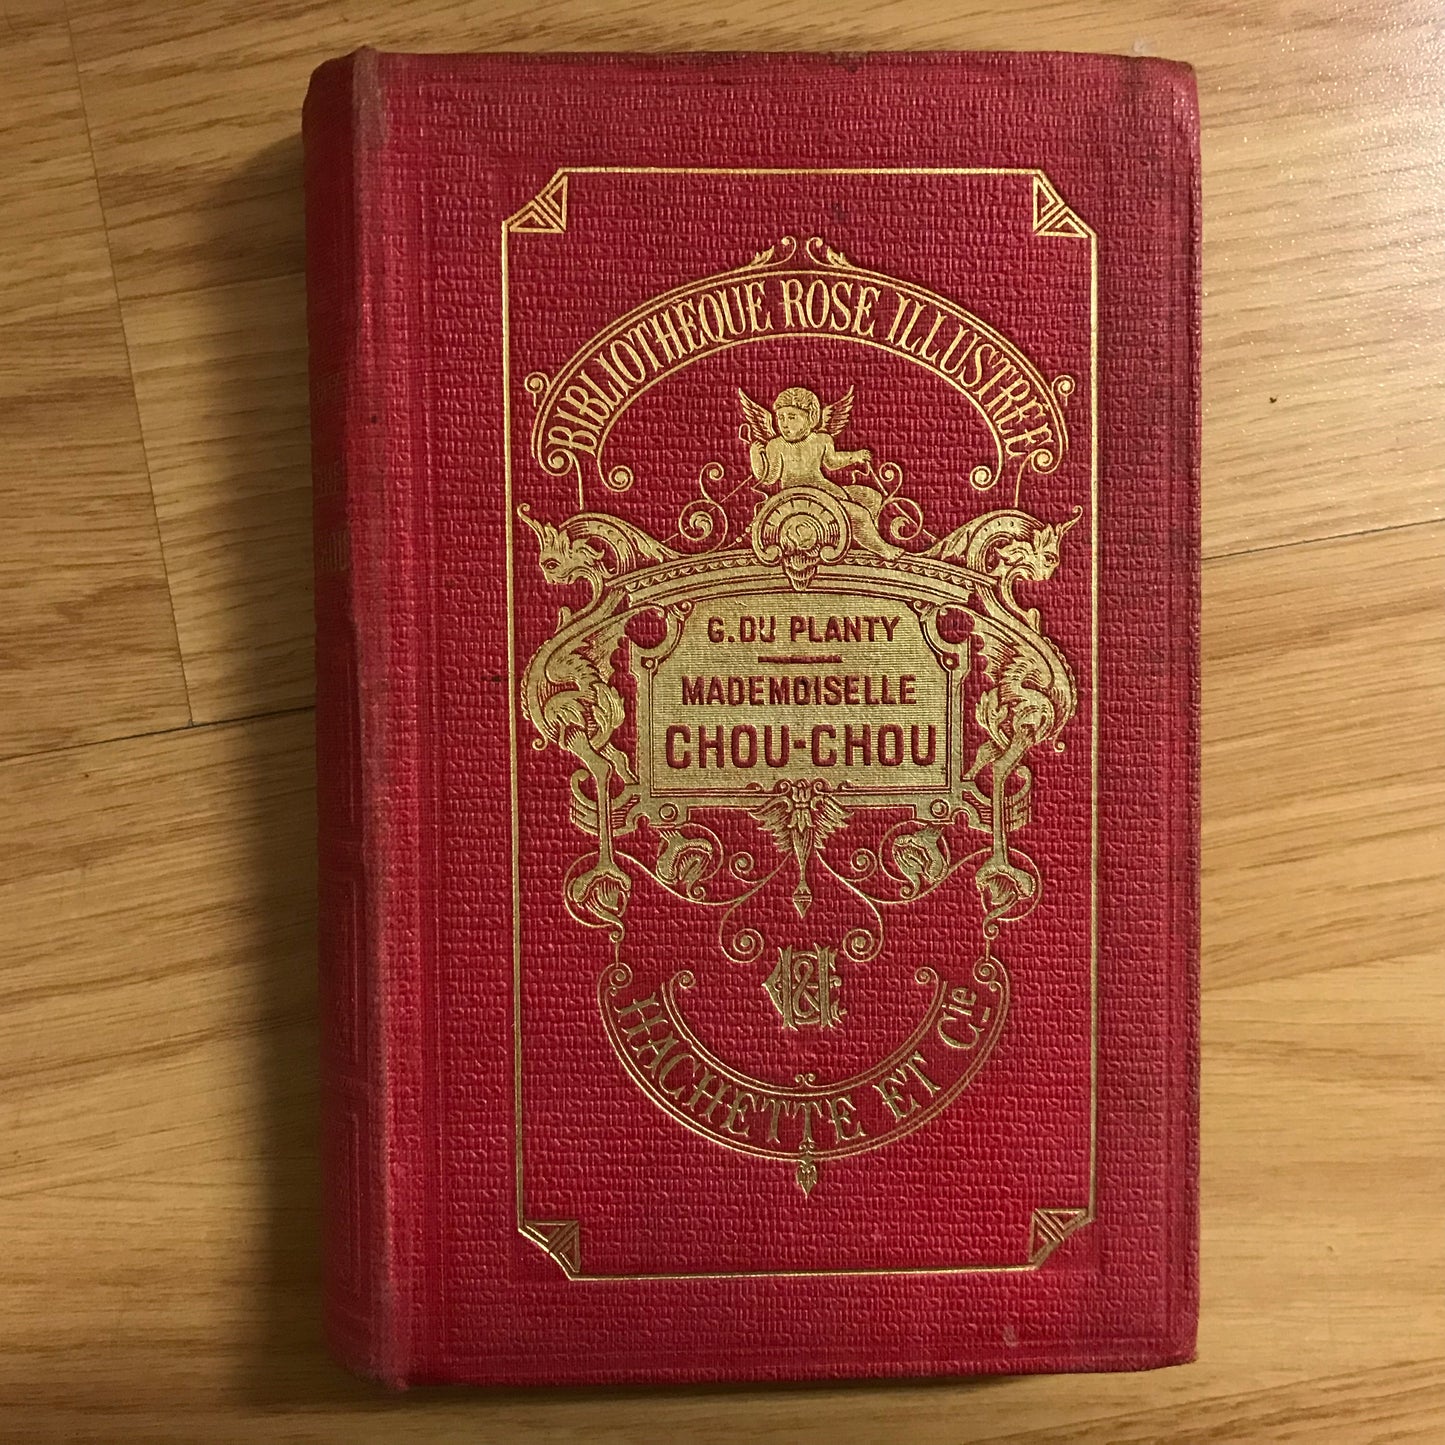 BIBLIOTHÈQUE ROSE ILLUSTRÉE
G. DU PLANTY
MADEMOISELLE
CHOU-CHOU
H&C
HACHETTE ET Cie